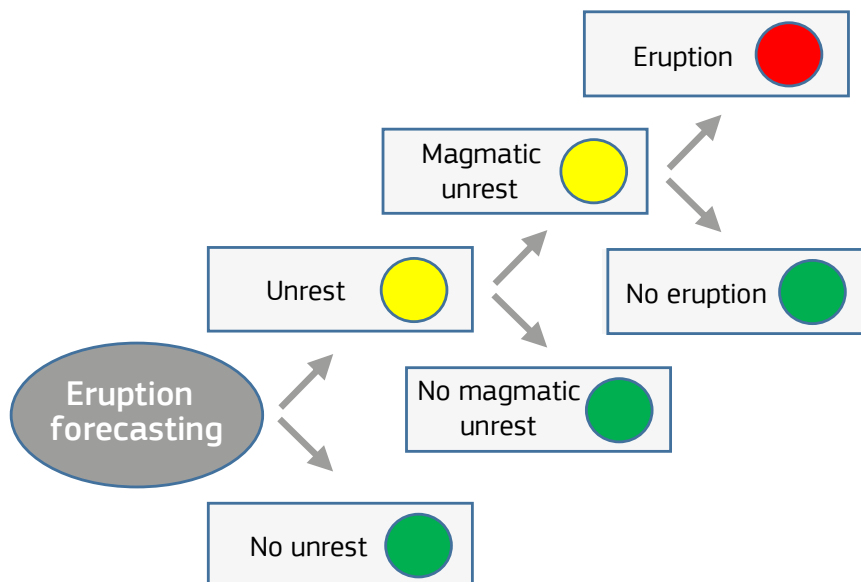 Eruption
Magmatic
unrest
Unrest
No eruption
Eruption
forecasting
No magmatic
unrest
No unrest